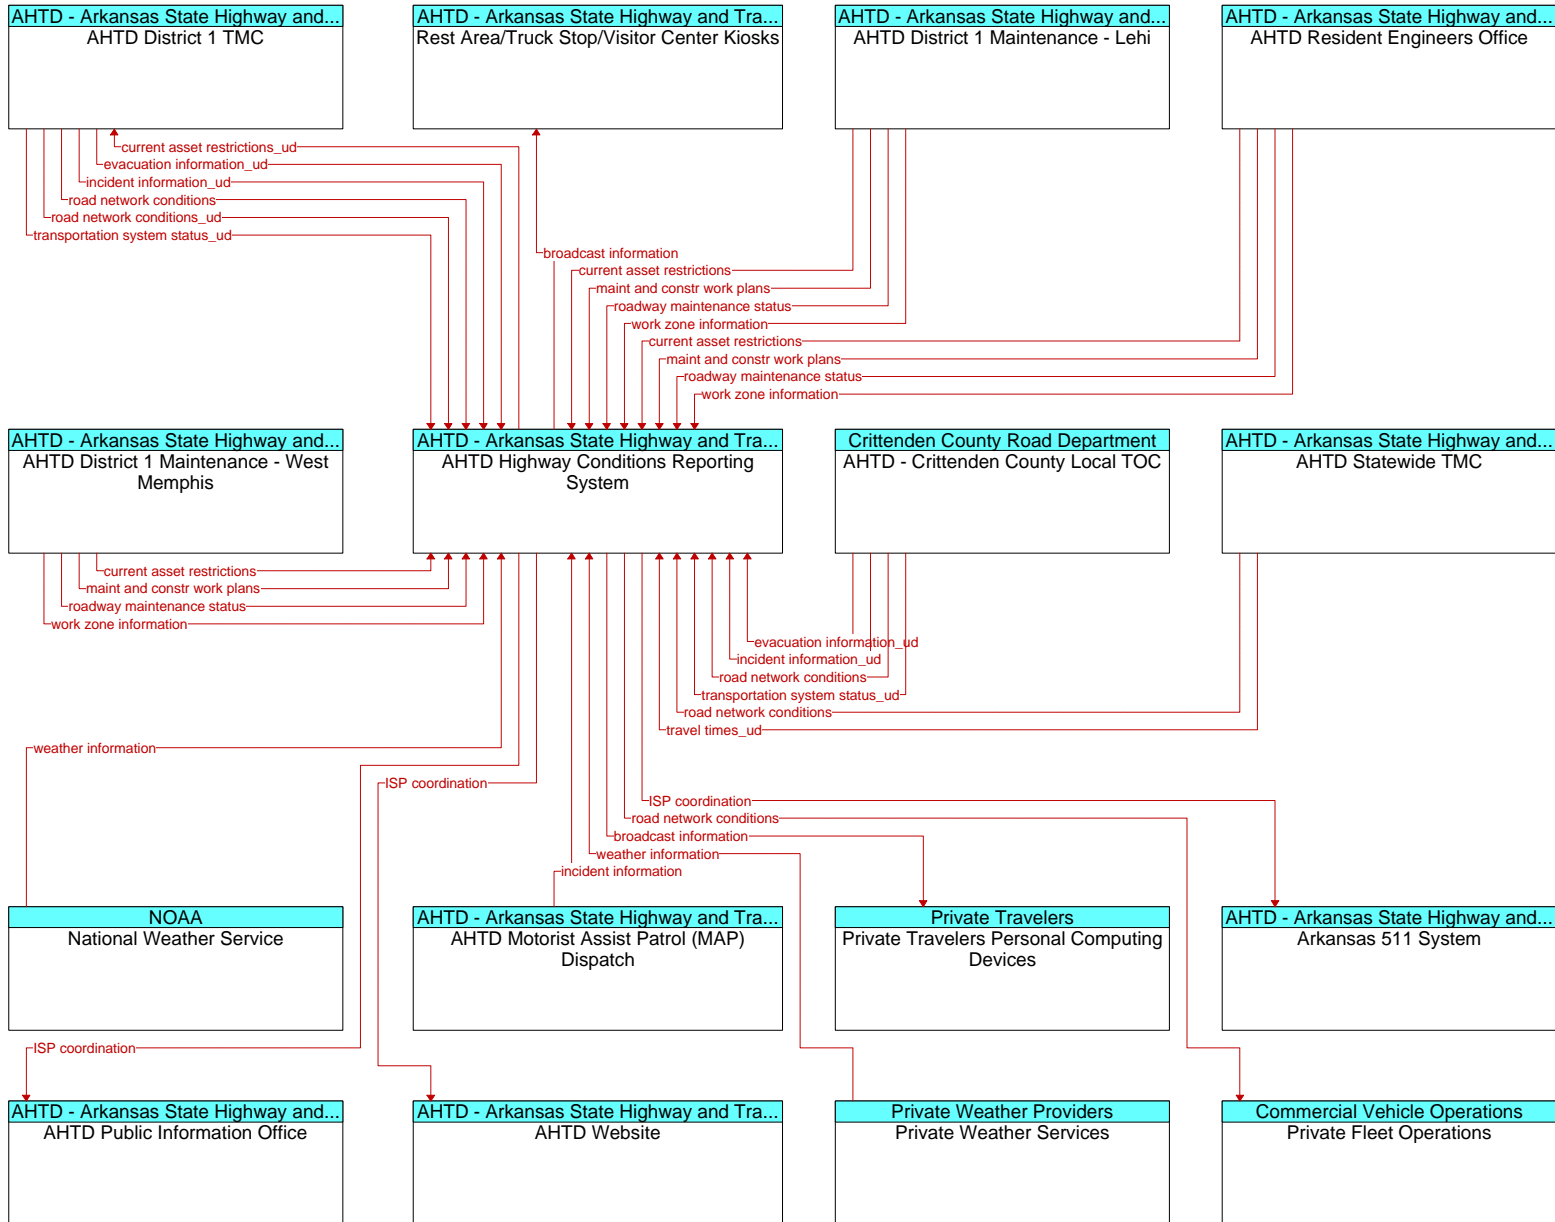 AHTD - Arkansas State Highway and...
AHTD District 1 TMC
AHTD - Arkansas State Highway and Tra...
Rest Area/Truck Stop/Visitor Center Kiosks
AHTD - Arkansas State Highway and...
AHTD District 1 Maintenance - Lehi
AHTD - Arkansas State Highway and...
AHTD Resident Engineers Office
current asset restrictions_ud
evacuation information_ud
incident information_ud
road network conditions
road network conditions_ud
transportation system status_ud
broadcast information
current asset restrictions
maint and constr work plans
roadway maintenance status
work zone information
current asset restrictions
maint and constr work plans
roadway maintenance status
work zone information
AHTD - Arkansas State Highway and...
AHTD District 1 Maintenance - West
Memphis
AHTD - Arkansas State Highway and Tra...
AHTD Highway Conditions Reporting
System
Crittenden County Road Department
AHTD - Crittenden County Local TOC
AHTD - Arkansas State Highway and...
AHTD Statewide TMC
current asset restrictions
maint and constr work plans
roadway maintenance status
work zone information
evacuation information_ud
incident information_ud
road network conditions
transportation system status_ud
road network conditions
travel times_ud
weather information
ISP coordination
ISP coordination
road network conditions
broadcast information
weather information
incident information
NOAA
National Weather Service
AHTD - Arkansas State Highway and Tra...
AHTD Motorist Assist Patrol (MAP)
Dispatch
Private Travelers
Private Travelers Personal Computing
Devices
AHTD - Arkansas State Highway and...
Arkansas 511 System
ISP coordination
AHTD - Arkansas State Highway and...
AHTD Public Information Office
AHTD - Arkansas State Highway and Tra...
AHTD Website
Private Weather Providers
Private Weather Services
Commercial Vehicle Operations
Private Fleet Operations